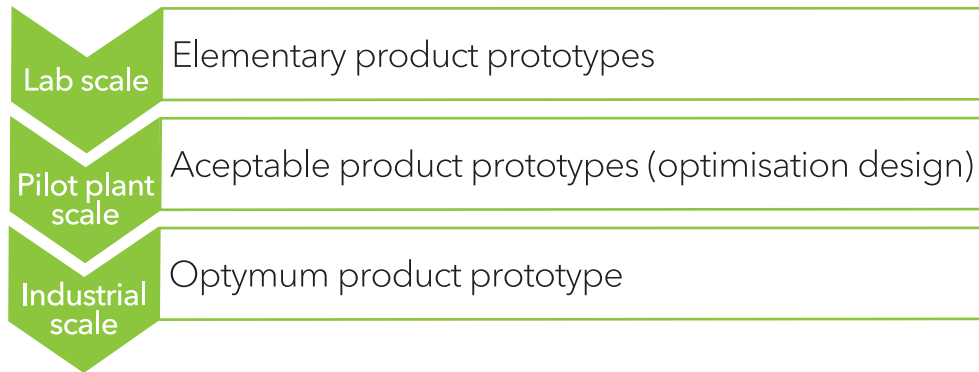 Lab scale
Elementary product prototypes
Pilot plant
scale
Aceptable product prototypes (optimisation design)
Industrial
scale
Optymum product prototype